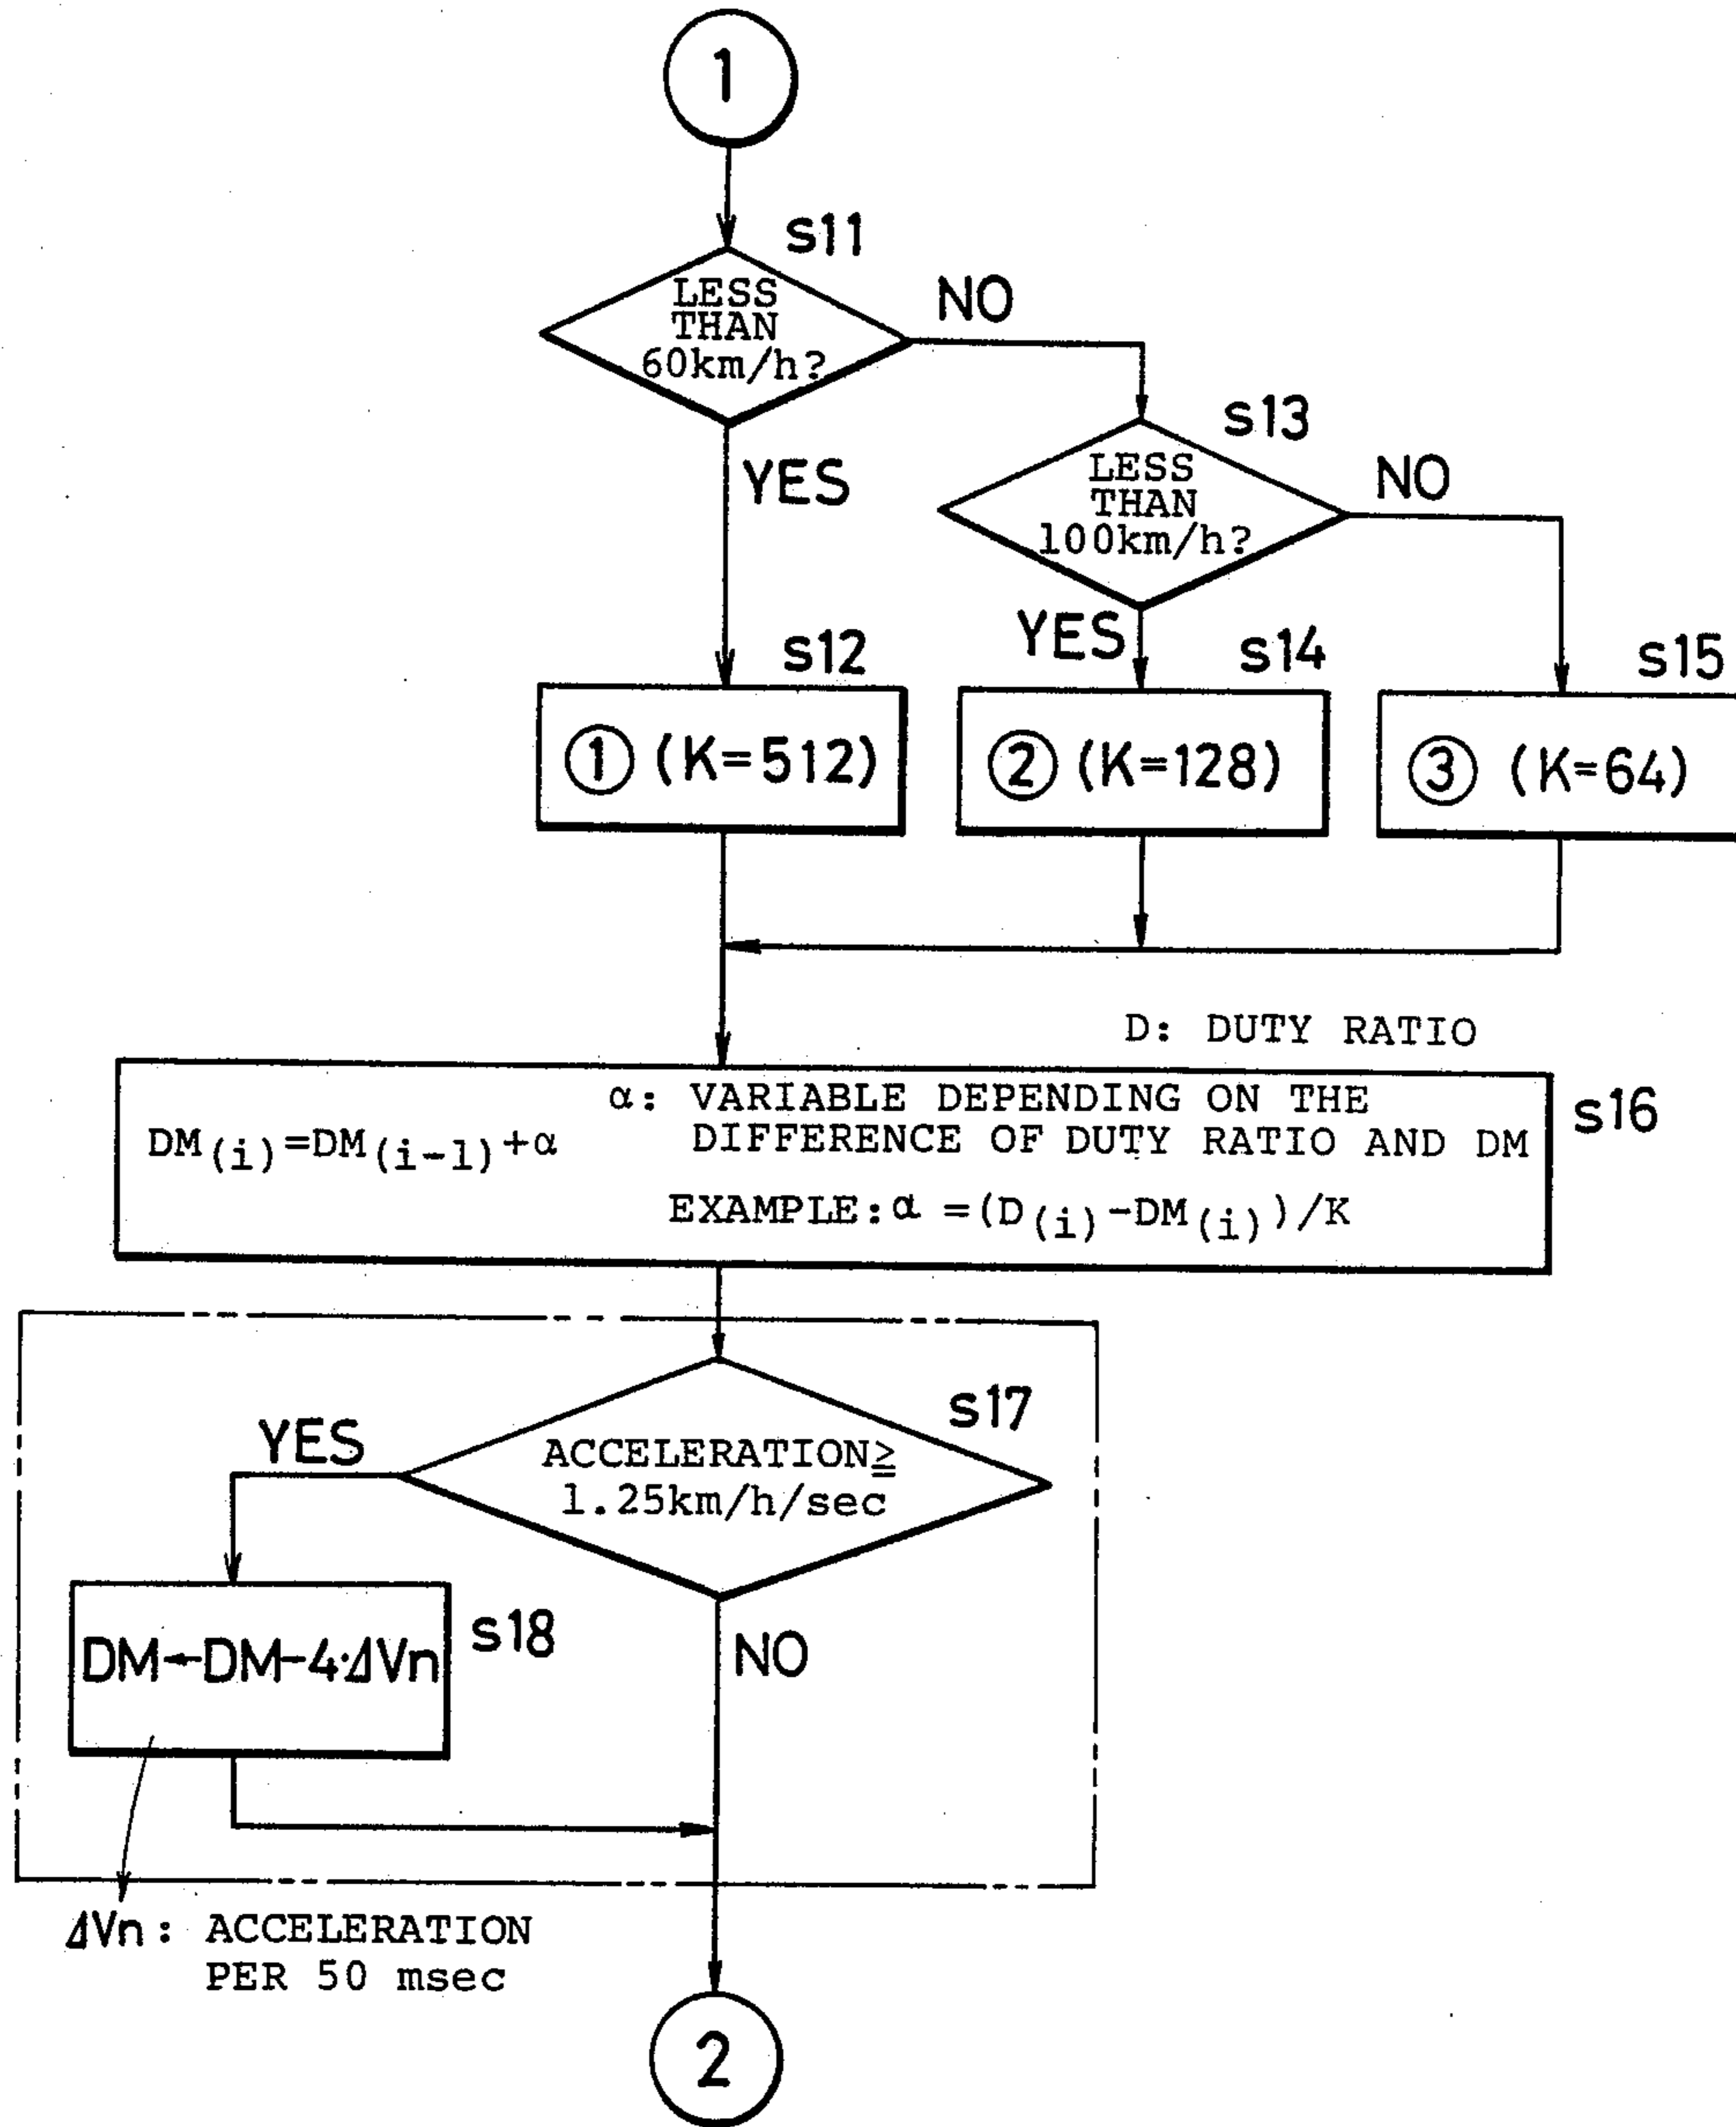 1
s11
LESS
THAN
60km/h?
NO
YES
s13
LESS
THAN
100km/h?
NO
YES
s12
① (K=512)
s14
② (K=128)
s15
③ (K=64)
D: DUTY RATIO
s16
DM(i)=DM(i-1)+α
α: VARIABLE DEPENDING ON THE
DIFFERENCE OF DUTY RATIO AND DM
EXAMPLE:α =(D(i)-DM(i))/K
s17
ACCELERATION≧
1.25km/h/sec
YES
NO
s18
DM←DM-4·ΔVn
ΔVn: ACCELERATION
PER 50 msec
2